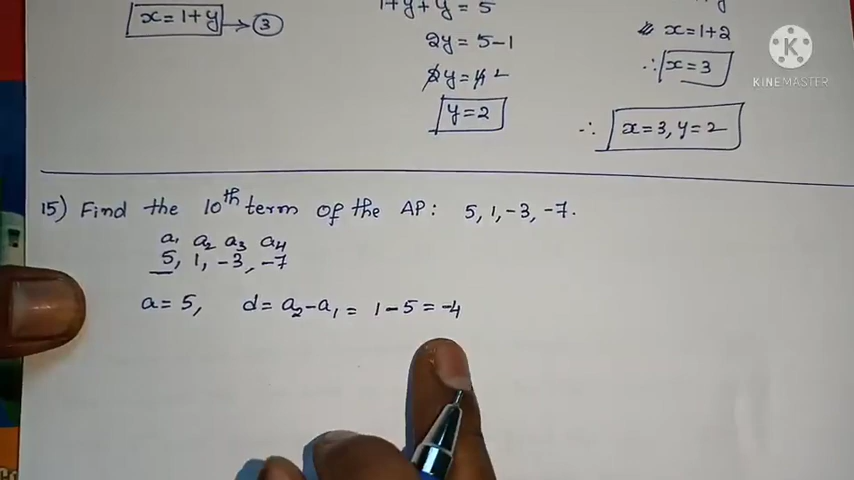 x=1+y → ③
1+y+y = 5
2y = 5-1
2y = 4 2
y=2
x=1+2
∴ x=3
∴ x=3, y=2
KINEMASTER
15) Find the 10th term of the AP: 5, 1, -3, -7.
a₁ a₂ a₃ a₄
5, 1, -3, -7
a = 5, d = a₂-a₁ = 1-5 = -4